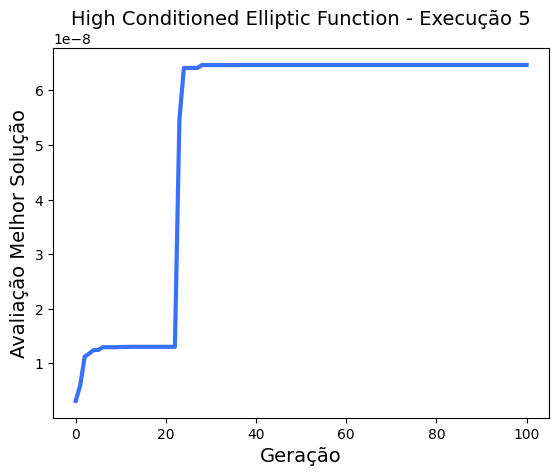 High Conditioned Elliptic Function - Execução 5
1e−8
Avaliação Melhor Solução
6
5
4
3
2
1
0 20 40 60 80 100
Geração